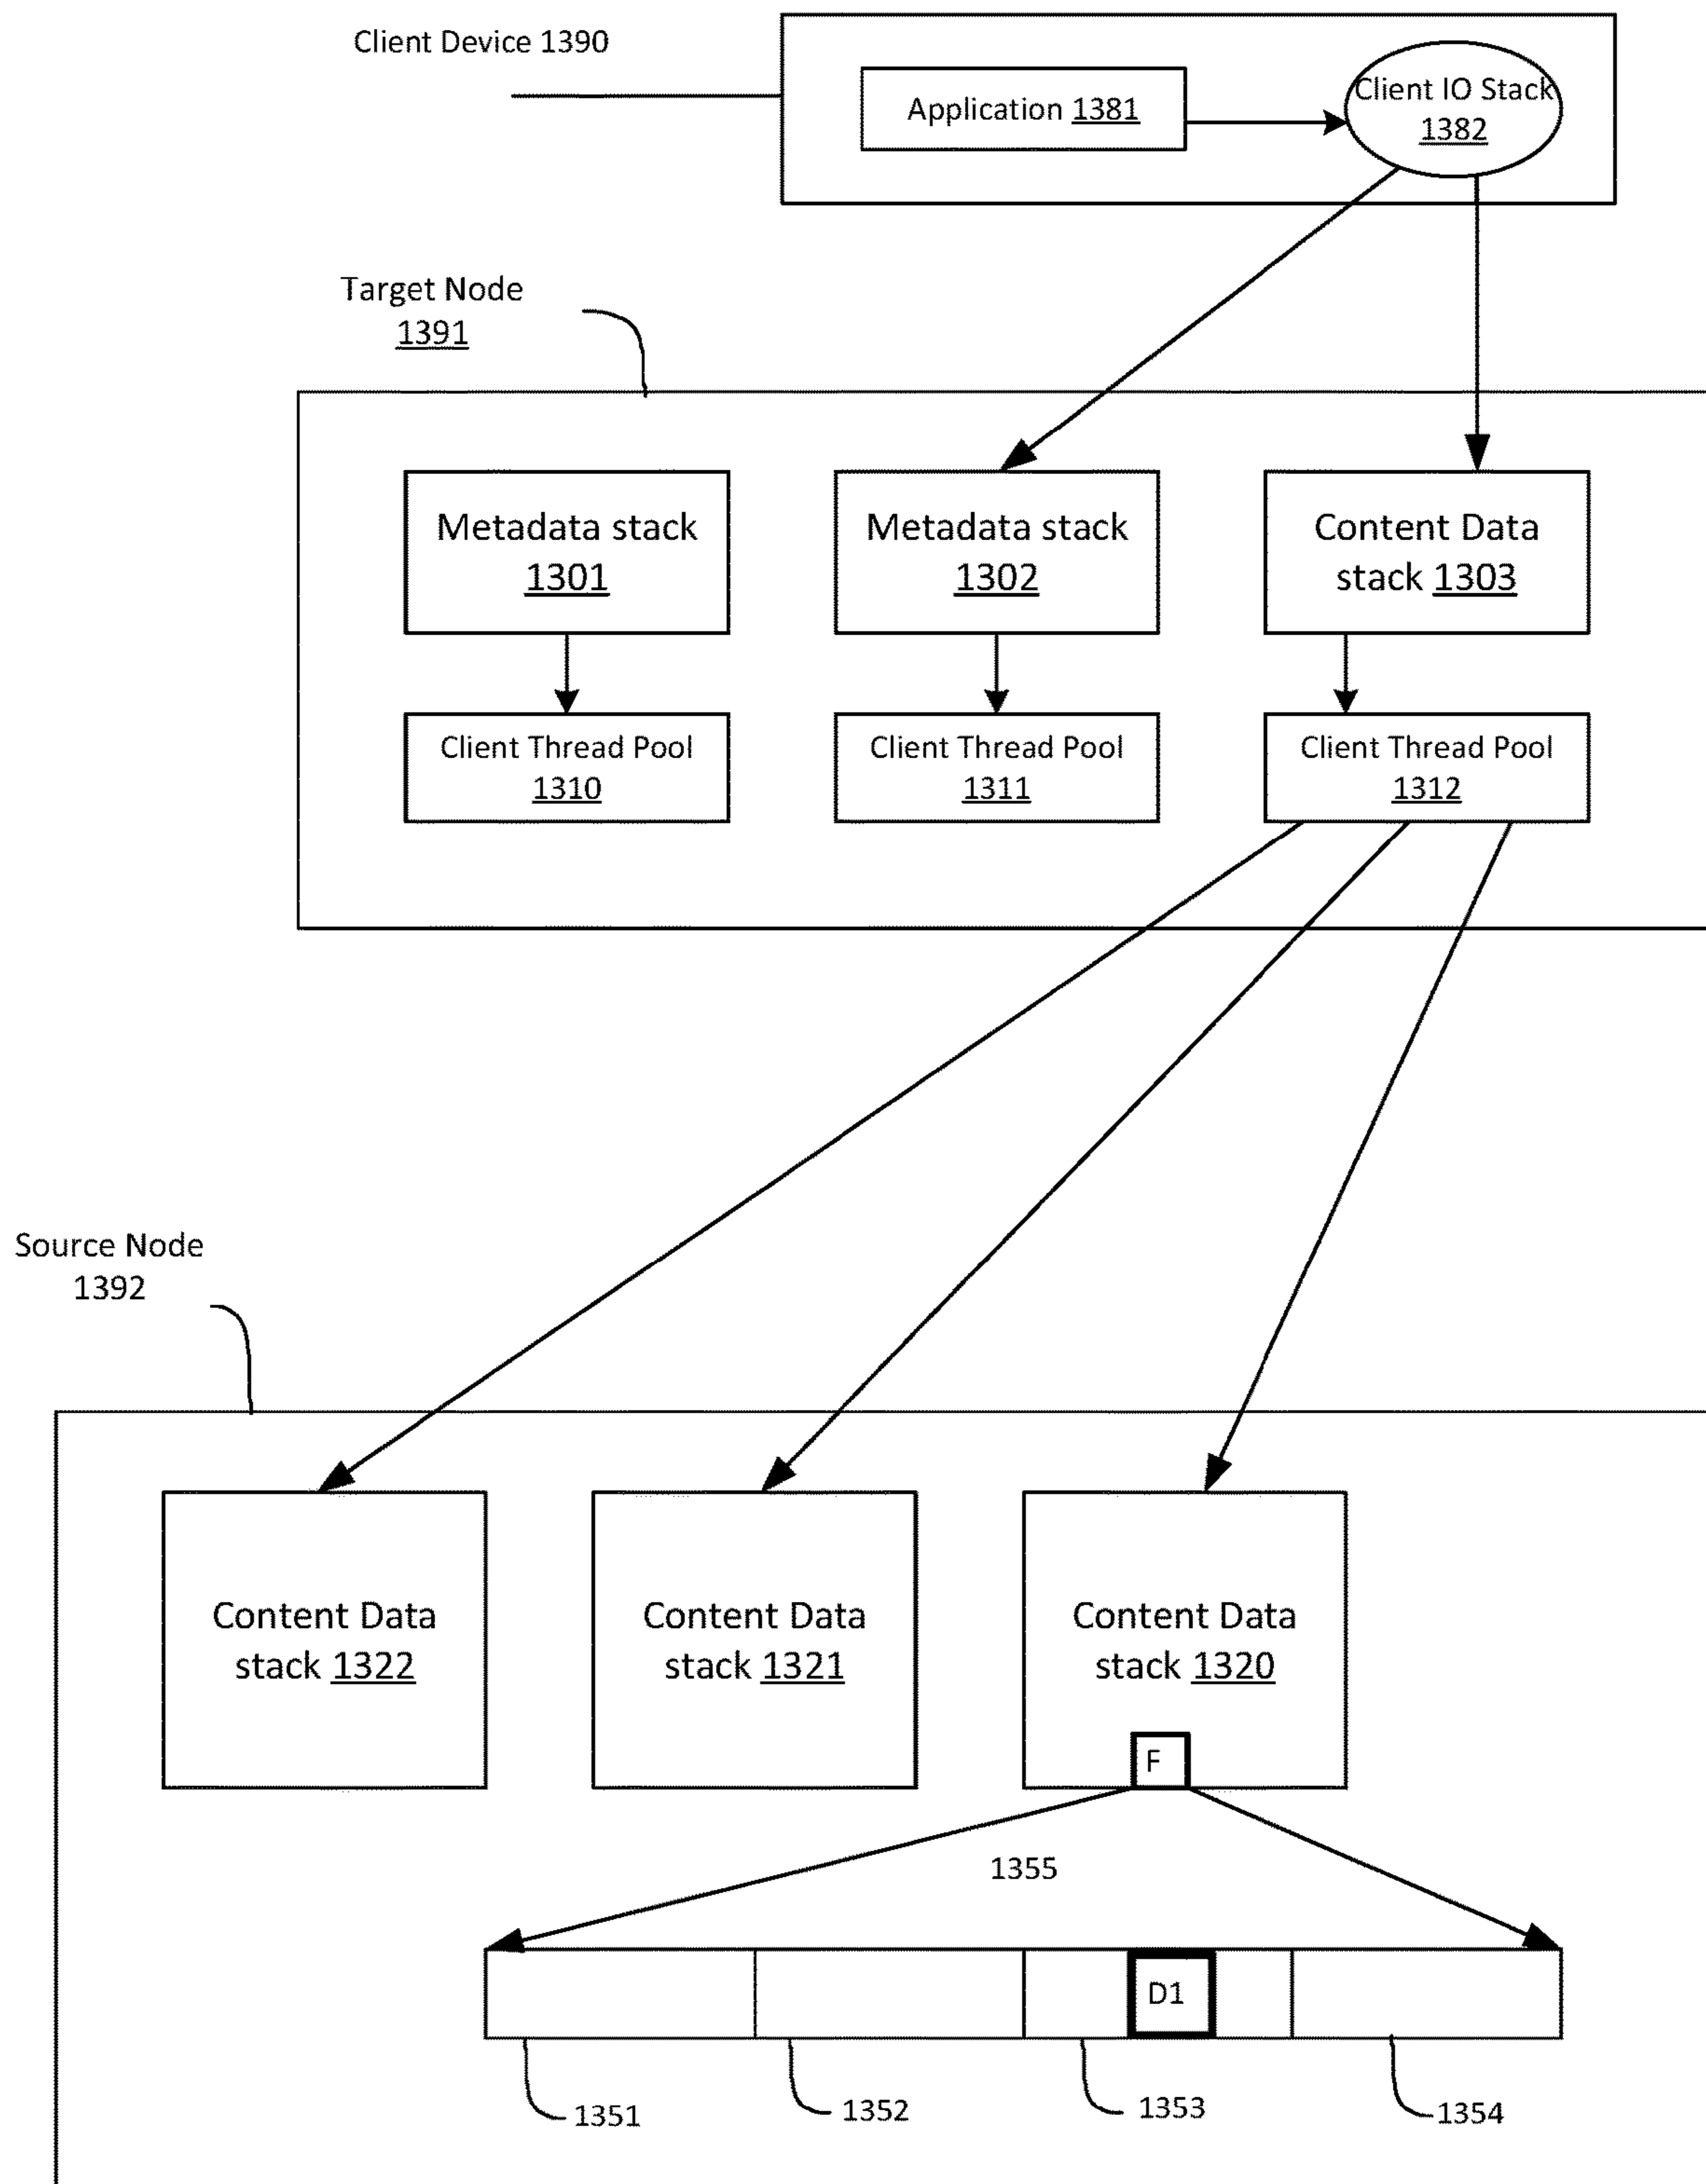 Client Device 1390
Application 1381
Client IO Stack
1382
Target Node
1391
Metadata stack
1301
Metadata stack
1302
Content Data
stack 1303
Client Thread Pool
1310
Client Thread Pool
1311
Client Thread Pool
1312
Source Node
1392
Content Data
stack 1322
Content Data
stack 1321
Content Data
stack 1320
F
1355
D1
1351
1352
1353
1354